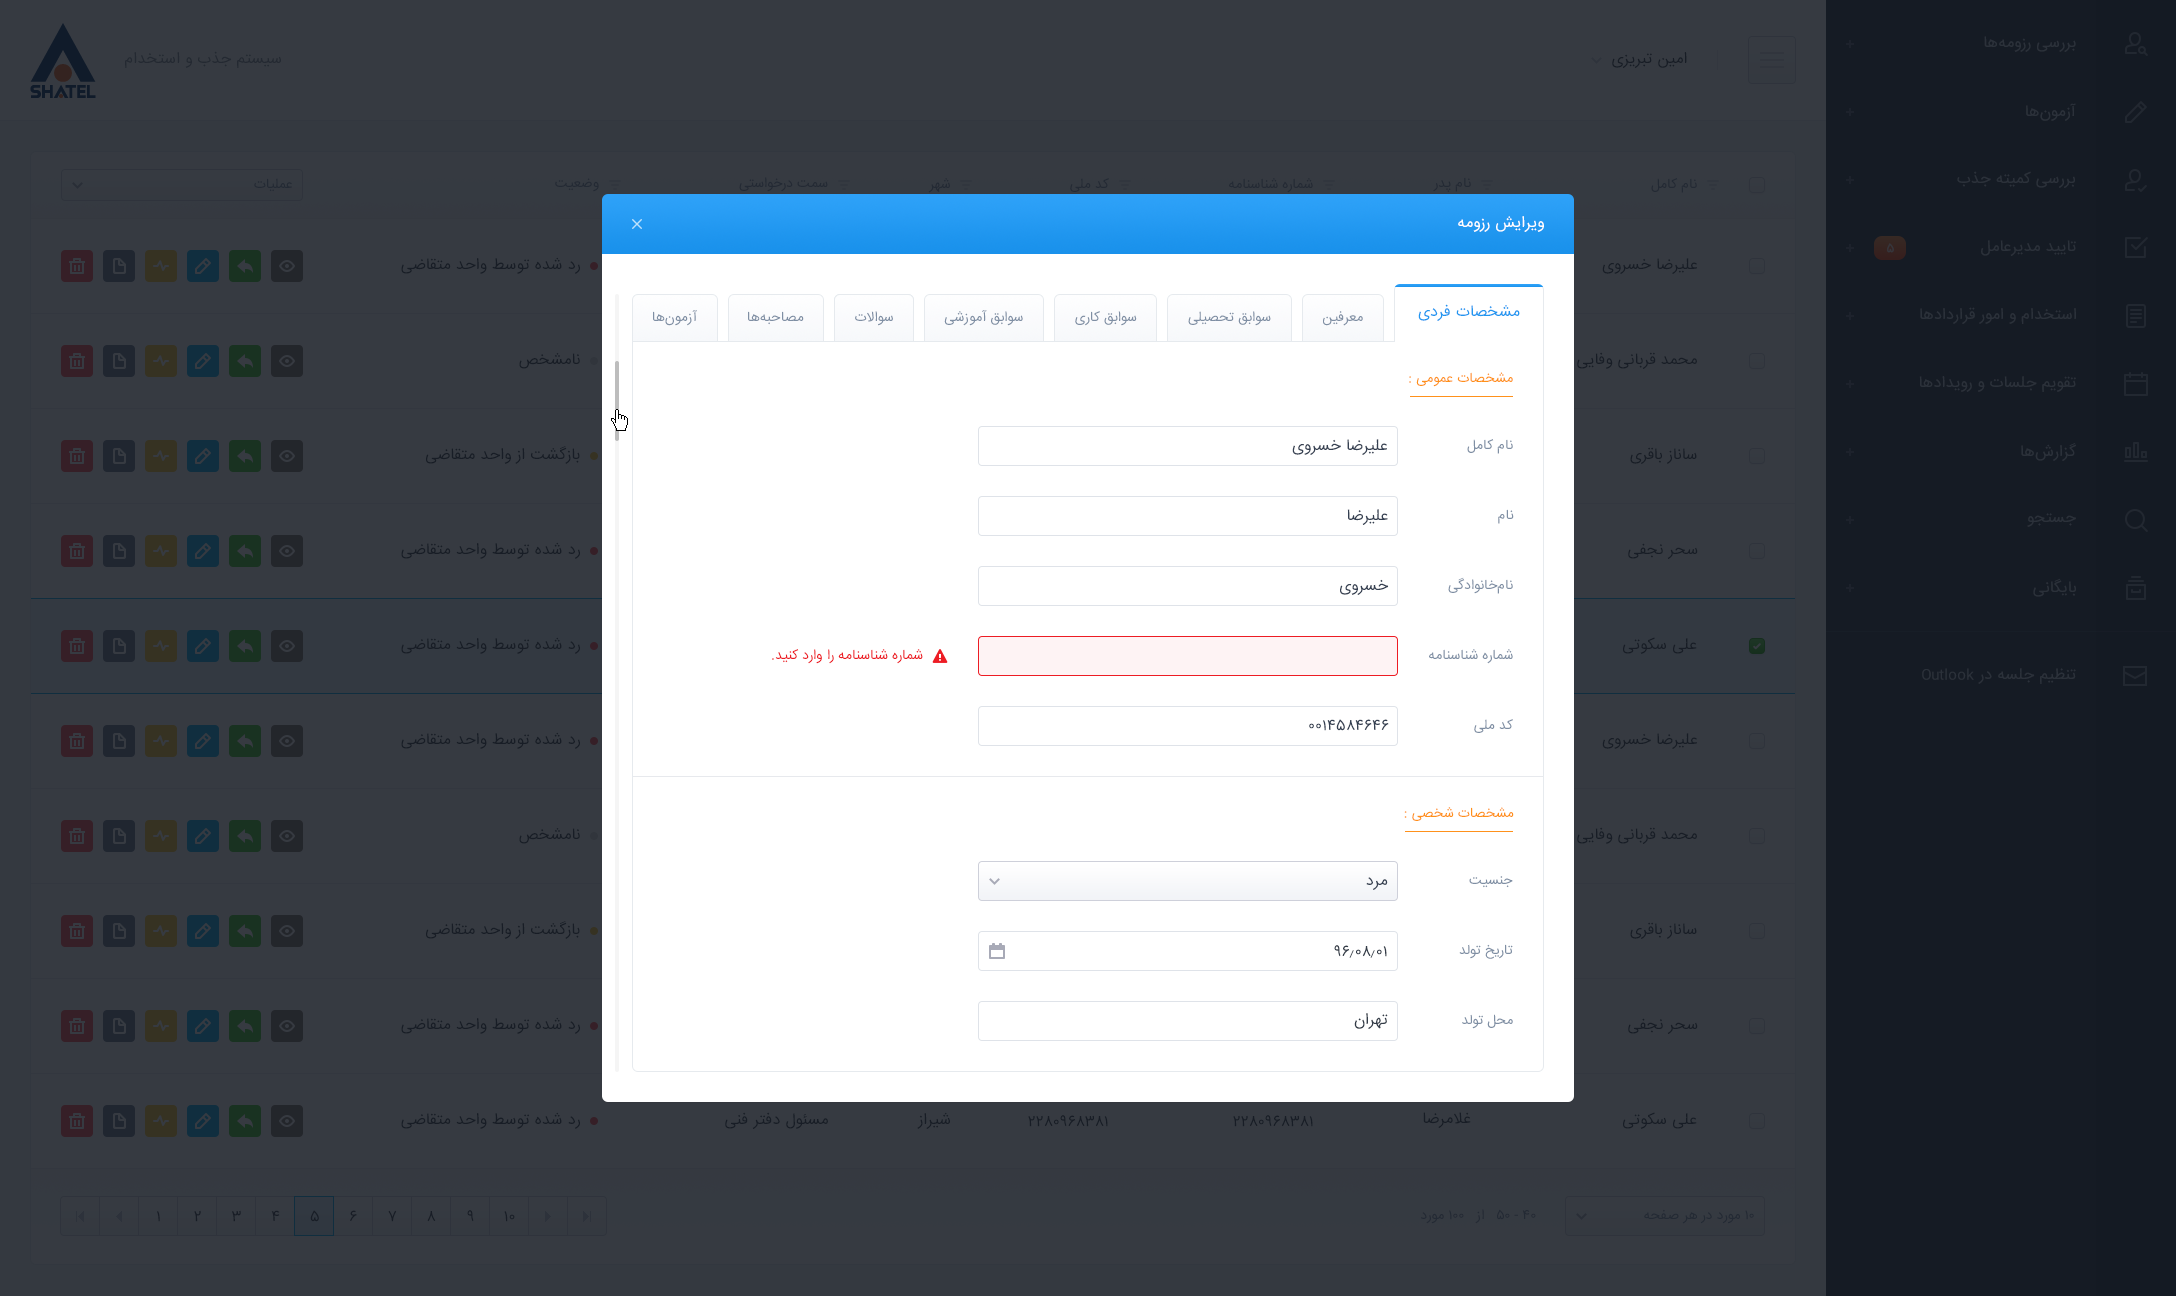 SHATEL
سیستم جذب و استخدام
امین تبریزی
بررسی رزومه‌ها
آزمون‌ها
بررسی کمیته جذب
تایید مدیرعامل ۵
استخدام و امور قراردادها
تقویم جلسات و رویدادها
گزارش‌ها
جستجو
بایگانی
تنظیم جلسه در Outlook
نام کامل نام پدر شماره شناسنامه کد ملی شهر سمت درخواستی وضعیت عملیات
علیرضا خسروی رد شده توسط واحد متقاضی
محمد قربانی وفایی نامشخص
ساناز باقری بازگشت از واحد متقاضی
سحر نجفی رد شده توسط واحد متقاضی
علی سکوتی رد شده توسط واحد متقاضی
علیرضا خسروی رد شده توسط واحد متقاضی
محمد قربانی وفایی نامشخص
ساناز باقری بازگشت از واحد متقاضی
سحر نجفی رد شده توسط واحد متقاضی
علی سکوتی غلامرضا ۲۲۸۰۹۶۸۳۸۱ ۲۲۸۰۹۶۸۳۸۱ شیراز مسئول دفتر فنی رد شده توسط واحد متقاضی
۱۰ مورد در هر صفحه ۴۰ - ۵۰ از ۱۰۰ مورد
۱ ۲ ۳ ۴ ۵ ۶ ۷ ۸ ۹ ۱۰
ویرایش رزومه
مشخصات فردی معرفین سوابق تحصیلی سوابق کاری سوابق آموزشی سوالات مصاحبه‌ها آزمون‌ها
مشخصات عمومی :
نام کامل علیرضا خسروی
نام علیرضا
نام‌خانوادگی خسروی
شماره شناسنامه شماره شناسنامه را وارد کنید.
کد ملی ۰۰۱۴۵۸۴۶۴۶
مشخصات شخصی :
جنسیت مرد
تاریخ تولد ۹۶/۰۸/۰۱
محل تولد تهران